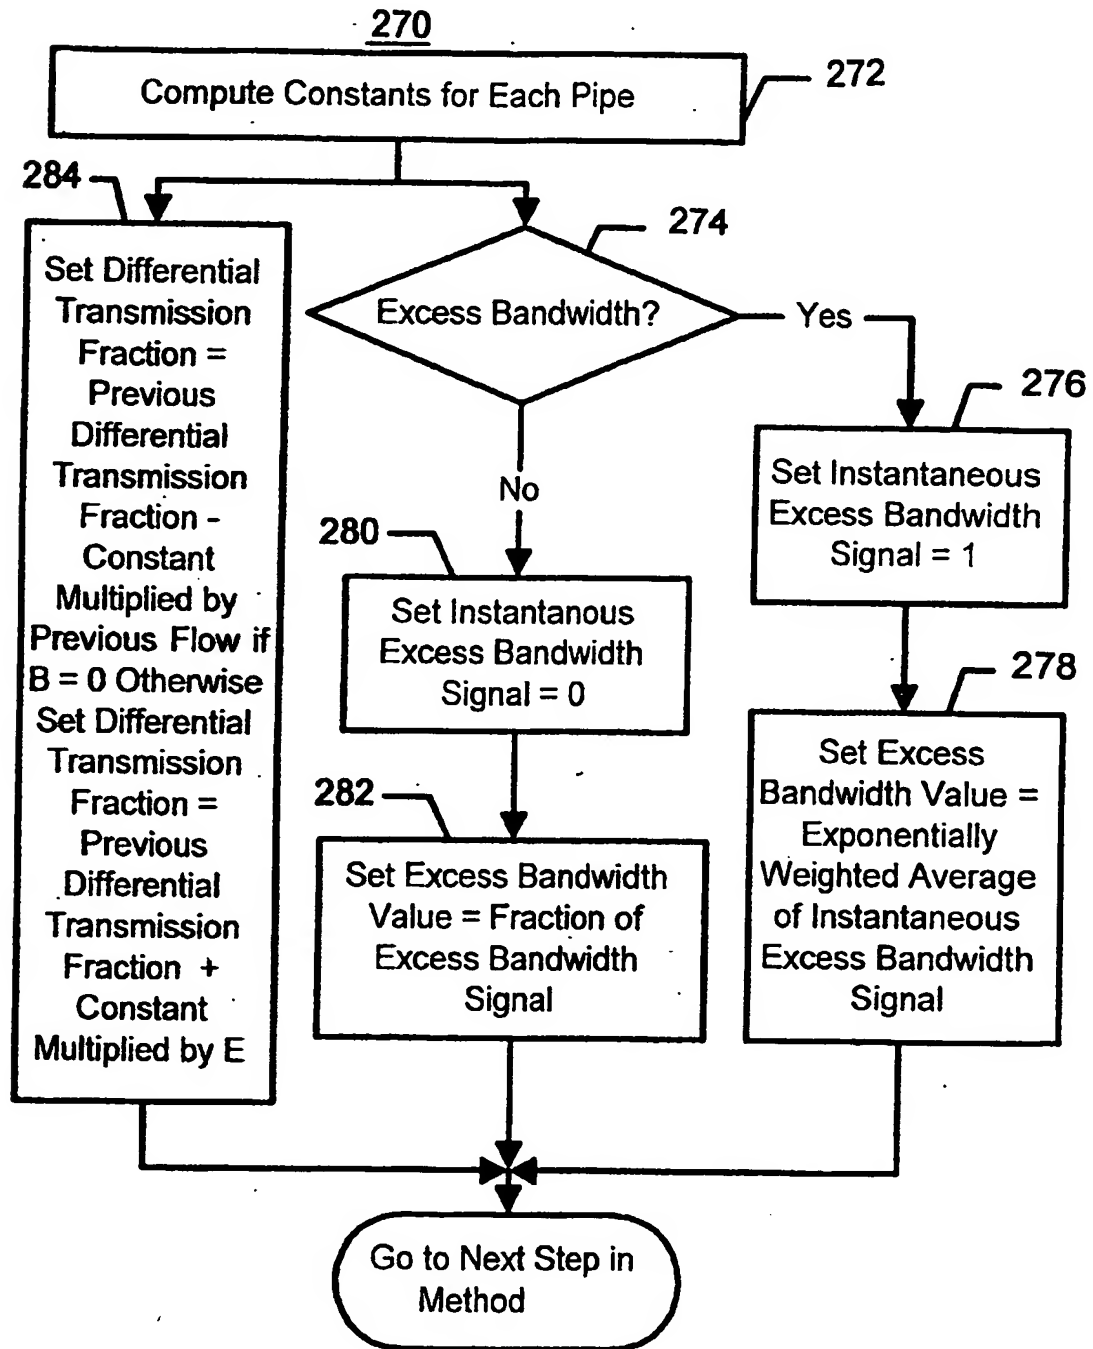 270
Compute Constants for Each Pipe
272
284
Set Differential
Transmission
Fraction =
Previous
Differential
Transmission
Fraction -
Constant
Multiplied by
Previous Flow if
B = 0 Otherwise
Set Differential
Transmission
Fraction =
Previous
Differential
Transmission
Fraction +
Constant
Multiplied by E
274
Excess Bandwidth?
Yes
No
276
Set Instantaneous
Excess Bandwidth
Signal = 1
280
Set Instantanous
Excess Bandwidth
Signal = 0
278
Set Excess
Bandwidth Value =
Exponentially
Weighted Average
of Instantaneous
Excess Bandwidth
Signal
282
Set Excess Bandwidth
Value = Fraction of
Excess Bandwidth
Signal
Go to Next Step in
Method